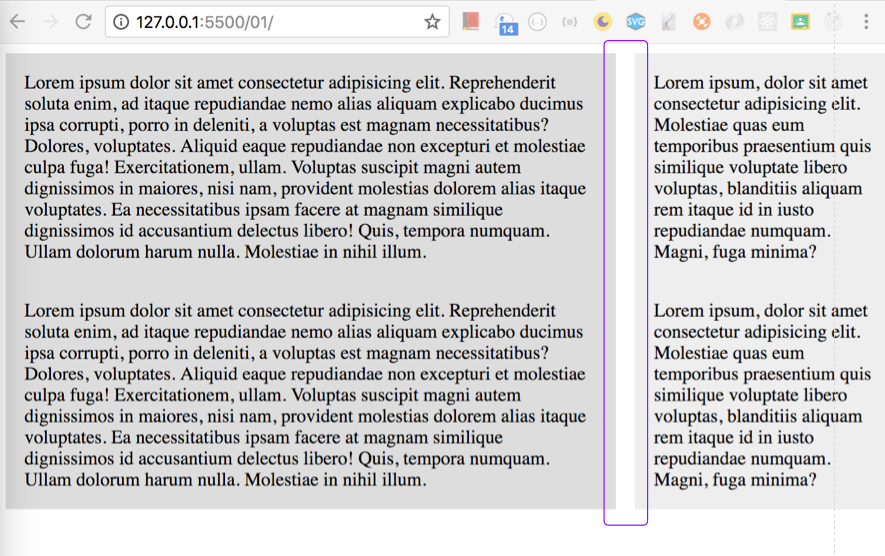 127.0.0.1:5500/01/
14
SVG
Lorem ipsum dolor sit amet consectetur adipisicing elit. Reprehenderit
soluta enim, ad itaque repudiandae nemo alias aliquam explicabo ducimus
ipsa corrupti, porro in deleniti, a voluptas est magnam necessitatibus?
Dolores, voluptates. Aliquid eaque repudiandae non excepturi et molestiae
culpa fuga! Exercitationem, ullam. Voluptas suscipit magni autem
dignissimos in maiores, nisi nam, provident molestias dolorem alias itaque
voluptates. Ea necessitatibus ipsam facere at magnam similique
dignissimos id accusantium delectus libero! Quis, tempora numquam.
Ullam dolorum harum nulla. Molestiae in nihil illum.
Lorem ipsum dolor sit amet consectetur adipisicing elit. Reprehenderit
soluta enim, ad itaque repudiandae nemo alias aliquam explicabo ducimus
ipsa corrupti, porro in deleniti, a voluptas est magnam necessitatibus?
Dolores, voluptates. Aliquid eaque repudiandae non excepturi et molestiae
culpa fuga! Exercitationem, ullam. Voluptas suscipit magni autem
dignissimos in maiores, nisi nam, provident molestias dolorem alias itaque
voluptates. Ea necessitatibus ipsam facere at magnam similique
dignissimos id accusantium delectus libero! Quis, tempora numquam.
Ullam dolorum harum nulla. Molestiae in nihil illum.
Lorem ipsum, dolor sit amet
consectetur adipisicing elit.
Molestiae quas eum
temporibus praesentium quis
similique voluptate libero
voluptas, blanditiis aliquam
rem itaque id in iusto
repudiandae numquam.
Magni, fuga minima?
Lorem ipsum, dolor sit amet
consectetur adipisicing elit.
Molestiae quas eum
temporibus praesentium quis
similique voluptate libero
voluptas, blanditiis aliquam
rem itaque id in iusto
repudiandae numquam.
Magni, fuga minima?